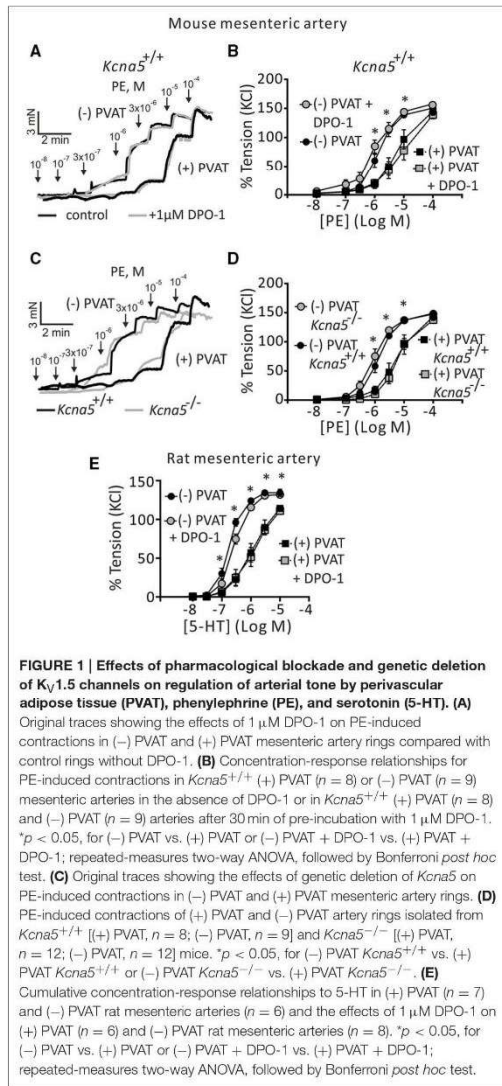 Mouse mesenteric artery
A
Kcna5+/+
PE, M
(-) PVAT
3x10-6
10-5
10-4
10-6
10-8
10-7
3x10-7
3 mN
2 min
(+) PVAT
control
+1μM DPO-1
B
Kcna5+/+
% Tension (KCl)
200
150
100
50
0
(-) PVAT +
DPO-1
(-) PVAT
(+) PVAT
(+) PVAT
+ DPO-1
* * *
-8 -7 -6 -5 -4
[PE] (Log M)
C
PE, M
(-) PVAT
3x10-6
10-5
10-4
10-6
10-8
10-7
3x10-7
3 mN
2 min
(+) PVAT
Kcna5+/+
Kcna5-/-
D
% Tension (KCl)
200
150
100
50
0
(-) PVAT
Kcna5-/-
(-) PVAT
Kcna5+/+
(+) PVAT
Kcna5+/+
(+) PVAT
Kcna5-/-
* * *
-8 -7 -6 -5 -4
[PE] (Log M)
E
Rat mesenteric artery
% Tension (KCl)
150
100
50
0
(-) PVAT
(-) PVAT
+ DPO-1
(+) PVAT
(+) PVAT
+ DPO-1
* * * * *
-8 -7 -6 -5 -4
[5-HT] (Log M)
FIGURE 1 | Effects of pharmacological blockade and genetic deletion
of KV1.5 channels on regulation of arterial tone by perivascular
adipose tissue (PVAT), phenylephrine (PE), and serotonin (5-HT). (A)
Original traces showing the effects of 1 μM DPO-1 on PE-induced
contractions in (−) PVAT and (+) PVAT mesenteric artery rings compared with
control rings without DPO-1. (B) Concentration-response relationships for
PE-induced contractions in Kcna5+/+ (+) PVAT (n = 8) or (−) PVAT (n = 9)
mesenteric arteries in the absence of DPO-1 or in Kcna5+/+ (+) PVAT (n = 8)
and (−) PVAT (n = 9) arteries after 30 min of pre-incubation with 1 μM DPO-1.
*p < 0.05, for (−) PVAT vs. (+) PVAT or (−) PVAT + DPO-1 vs. (+) PVAT +
DPO-1; repeated-measures two-way ANOVA, followed by Bonferroni post hoc
test. (C) Original traces showing the effects of genetic deletion of Kcna5 on
PE-induced contractions in (−) PVAT and (+) PVAT mesenteric artery rings. (D)
PE-induced contractions of (+) PVAT and (−) PVAT artery rings isolated from
Kcna5+/+ [(+) PVAT, n = 8; (−) PVAT, n = 9] and Kcna5−/− [(+) PVAT,
n = 12; (−) PVAT, n = 12] mice. *p < 0.05, for (−) PVAT Kcna5+/+ vs. (+)
PVAT Kcna5+/+ or (−) PVAT Kcna5−/− vs. (+) PVAT Kcna5−/−. (E)
Cumulative concentration-response relationships to 5-HT in (+) PVAT (n = 7)
and (−) PVAT rat mesenteric arteries (n = 6) and the effects of 1 μM DPO-1 on
(+) PVAT (n = 6) and (−) PVAT rat mesenteric arteries (n = 8). *p < 0.05, for
(−) PVAT vs. (+) PVAT or (−) PVAT + DPO-1 vs. (+) PVAT + DPO-1;
repeated-measures two-way ANOVA, followed by Bonferroni post hoc test.